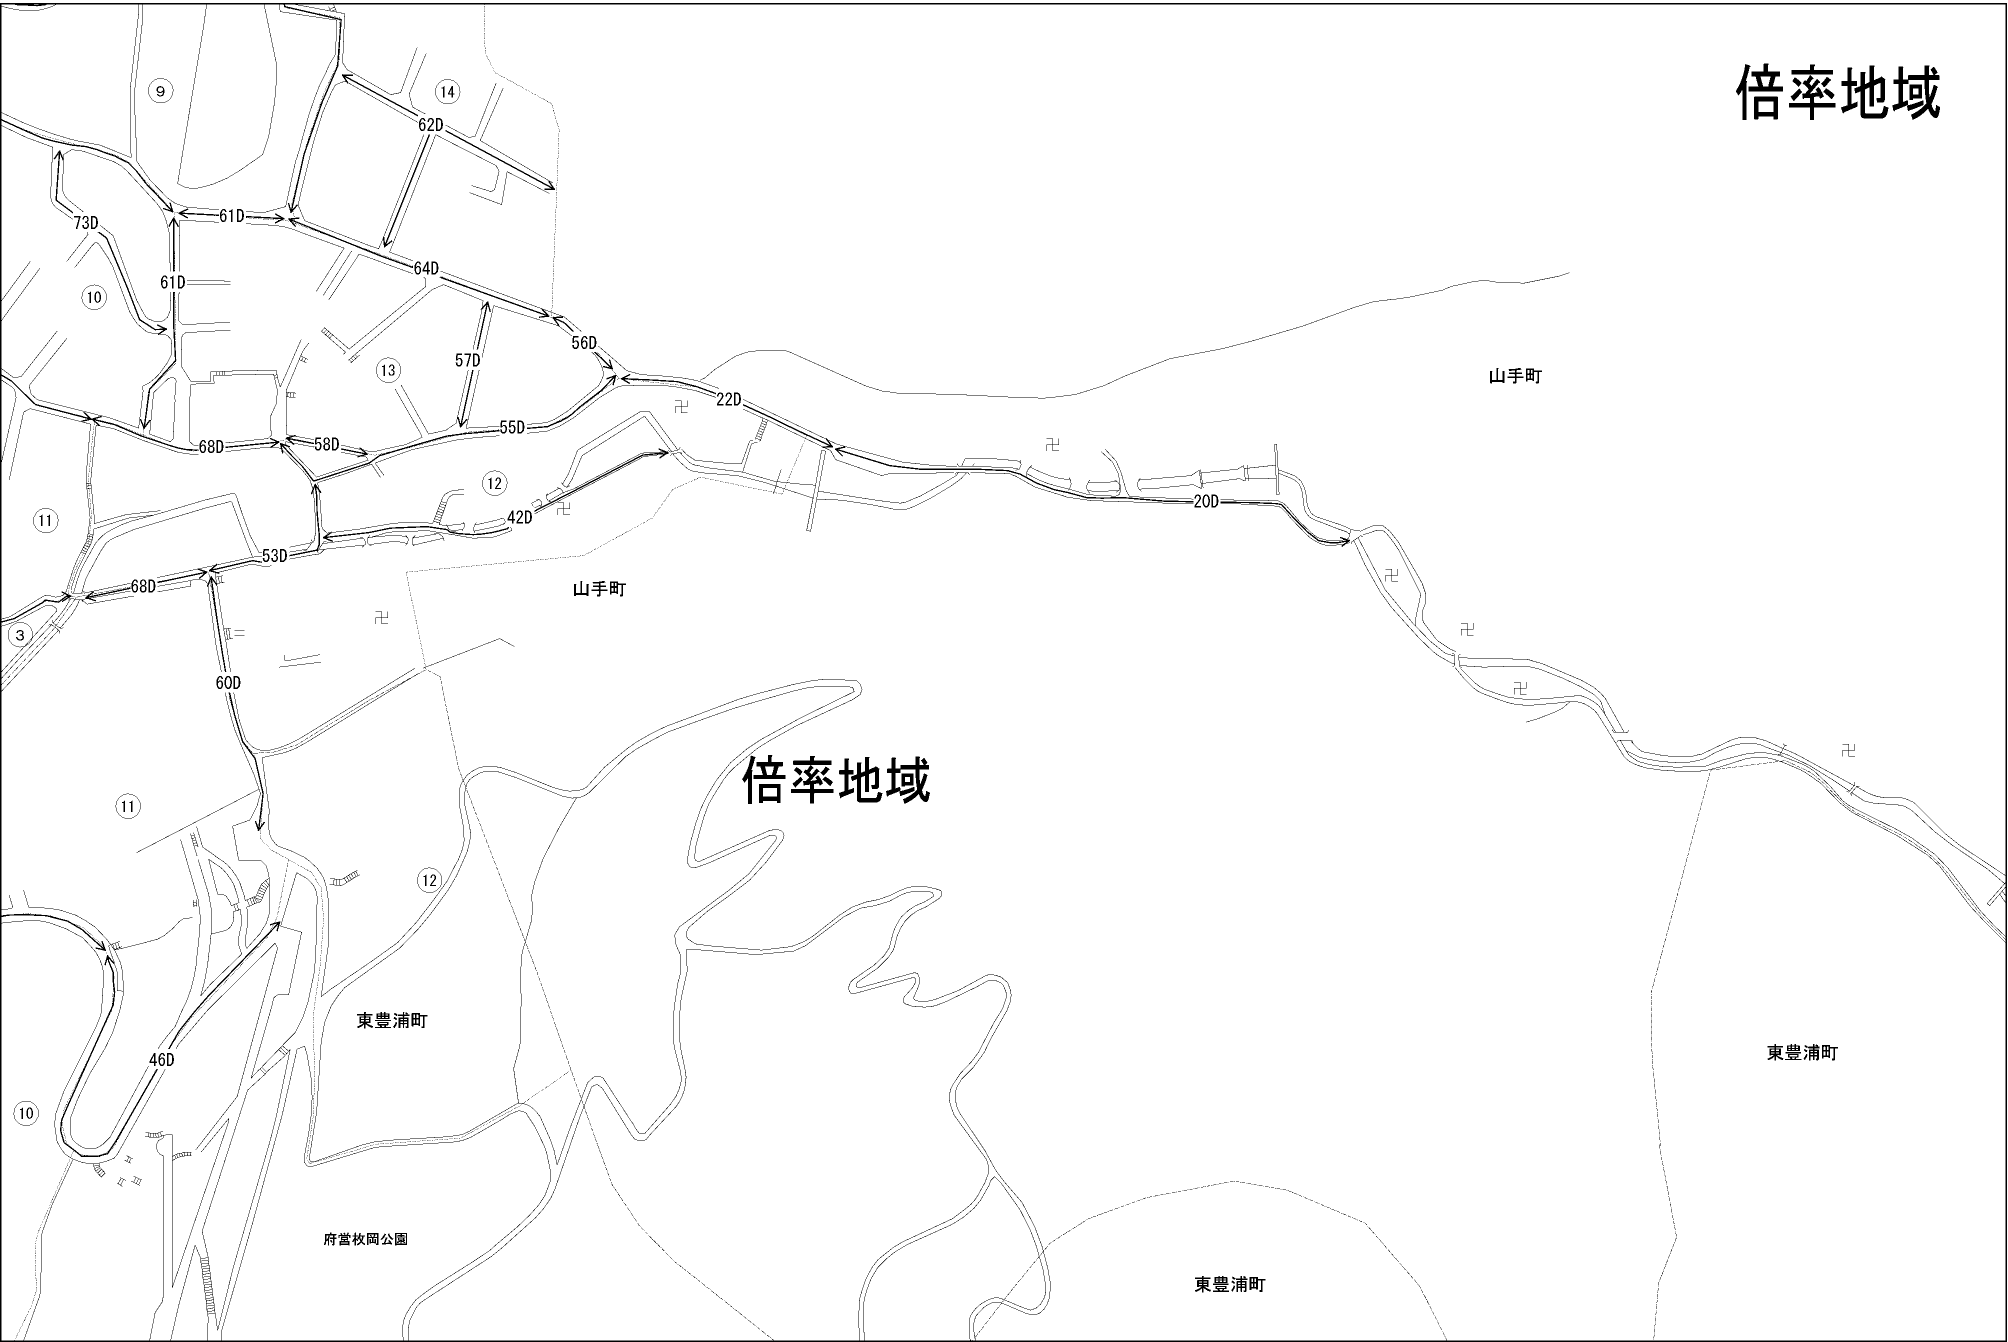 倍率地域
⑨
⑭
62D
73D
61D
64D
61D
⑩
56D
57D
⑬
山手町
22D
55D
68D
58D
⑫
20D
42D
⑪
53D
68D
山手町
③
60D
倍率地域
⑪
⑫
東豊浦町
東豊浦町
46D
⑩
府営枚岡公園
東豊浦町